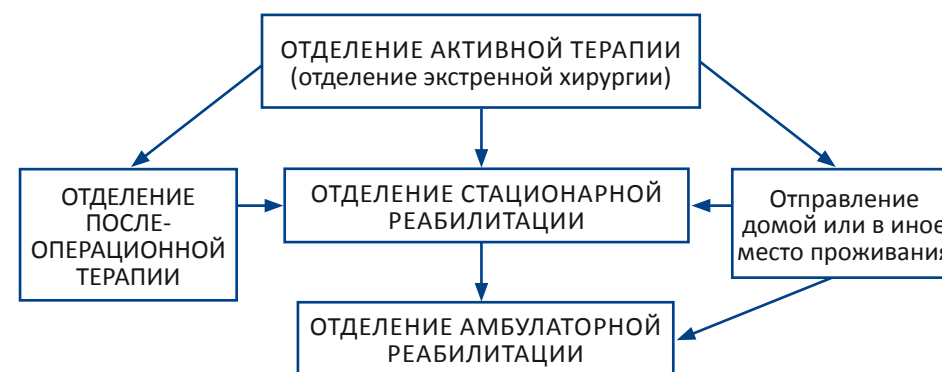 ОТДЕЛЕНИЕ АКТИВНОЙ ТЕРАПИИ
(отделение экстренной хирургии)
ОТДЕЛЕНИЕ
ПОСЛЕ-
ОПЕРАЦИОННОЙ
ТЕРАПИИ
ОТДЕЛЕНИЕ СТАЦИОНАРНОЙ
РЕАБИЛИТАЦИИ
Отправление
домой или в иное
место проживания
ОТДЕЛЕНИЕ АМБУЛАТОРНОЙ
РЕАБИЛИТАЦИИ